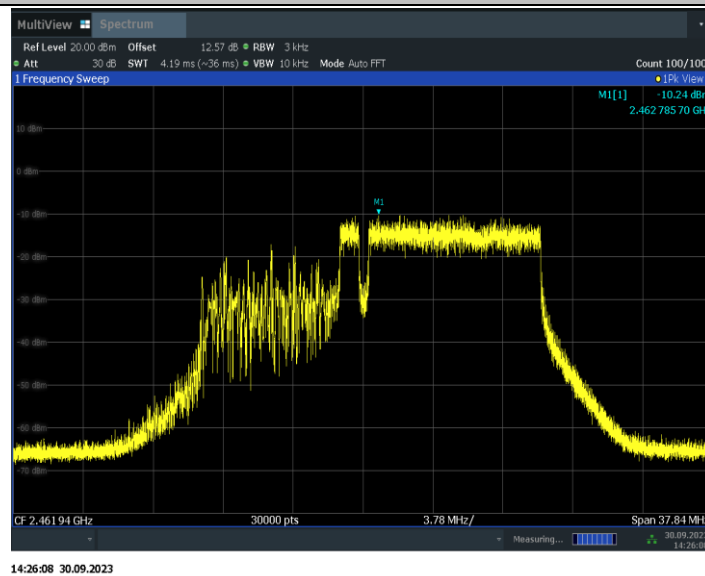 MultiView Spectrum
Ref Level 20.00 dBm Offset 12.57 dB RBW 3 kHz
Att 30 dB SWT 4.19 ms (~36 ms) VBW 10 kHz Mode Auto FFT Count 100/100
1 Frequency Sweep 1Pk View
M1[1] -10.24 dBm
2.462 785 70 GH
10 dBm
0 dBm
-10 dBm
M1
-20 dBm
-30 dBm
-40 dBm
-50 dBm
-60 dBm
-70 dBm
CF 2.461 94 GHz 30000 pts 3.78 MHz/ Span 37.84 MH
Measuring... 30.09.202
14:26:08
14:26:08 30.09.2023